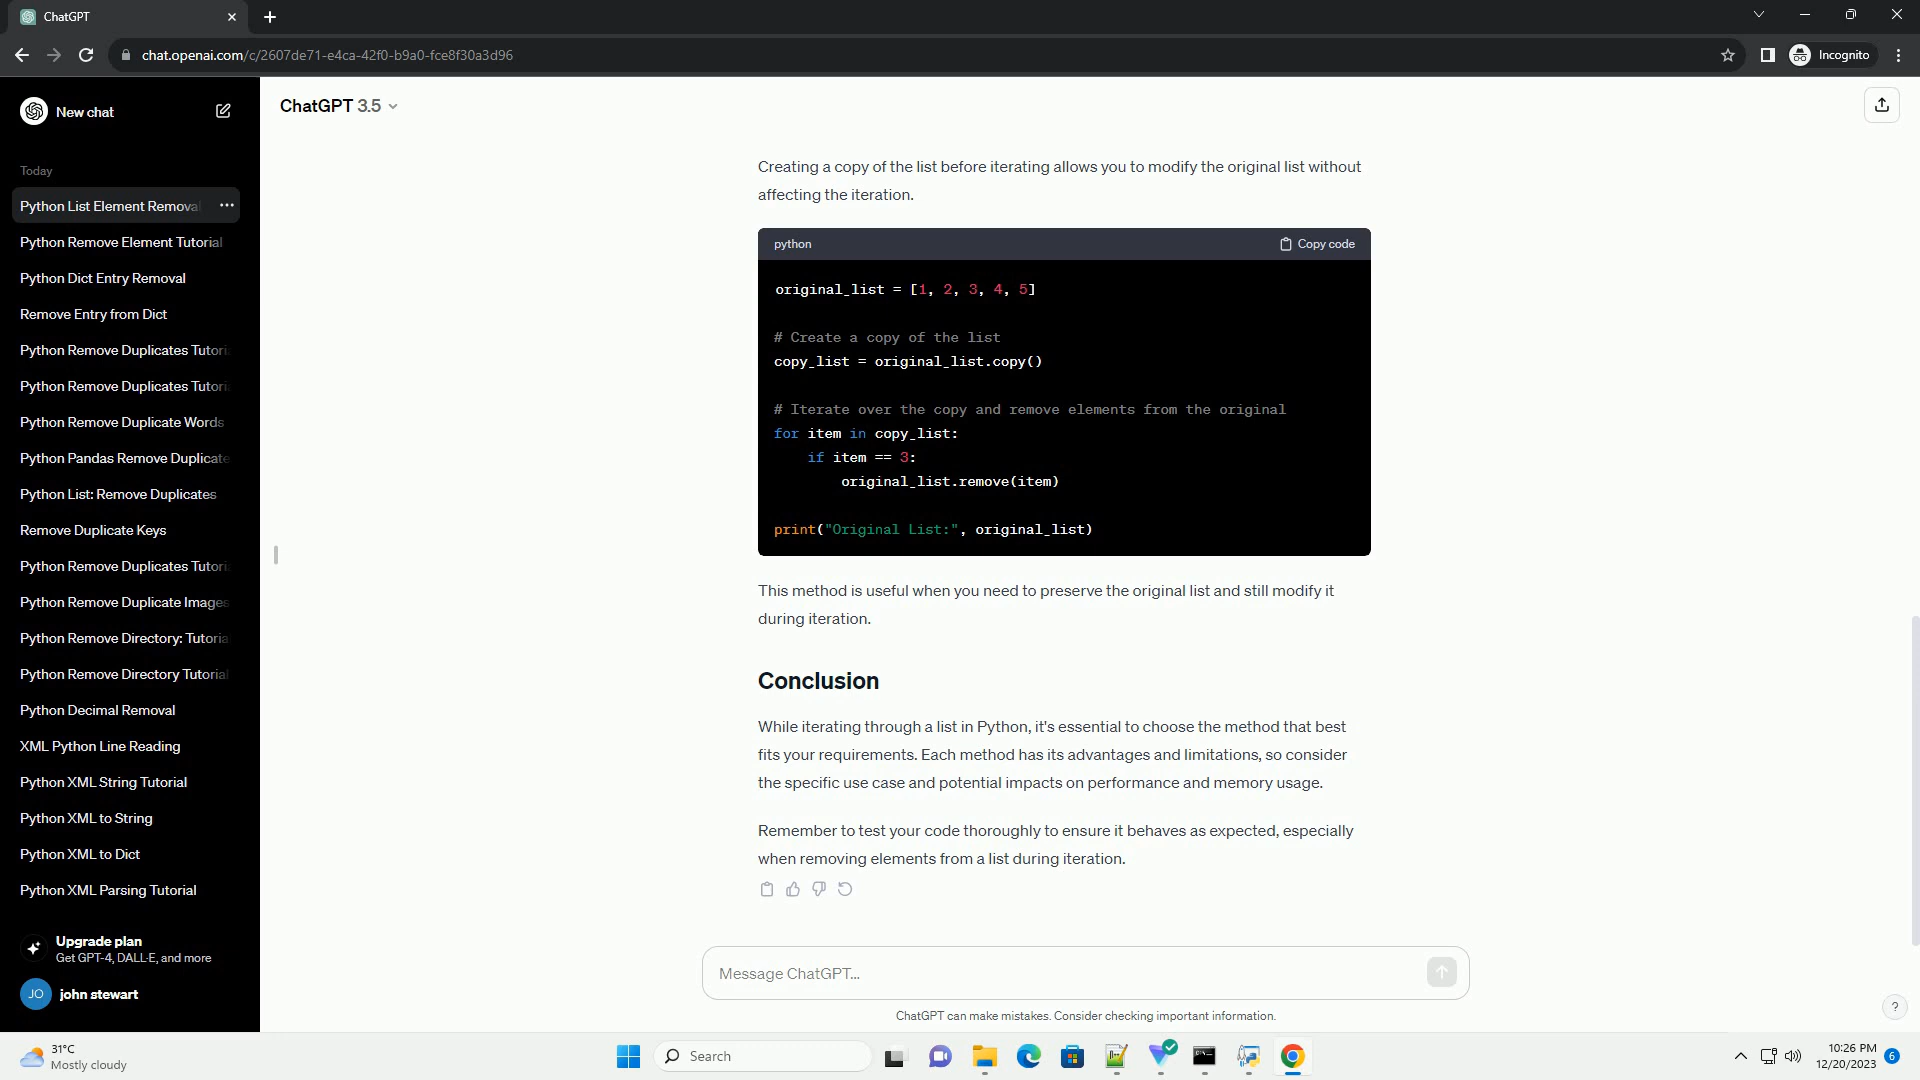 ChatGPT
chat.openai.com/c/2607de71-e4ca-42f0-b9a0-fce8f30a3d96
Incognito
New chat
ChatGPT 3.5
Today
Python List Element Removal
Python Remove Element Tutorial
Python Dict Entry Removal
Remove Entry from Dict
Python Remove Duplicates Tutori
Python Remove Duplicates Tutori
Python Remove Duplicate Words
Python Pandas Remove Duplicate
Python List: Remove Duplicates
Remove Duplicate Keys
Python Remove Duplicates Tutori
Python Remove Duplicate Images
Python Remove Directory: Tutoria
Python Remove Directory Tutorial
Python Decimal Removal
XML Python Line Reading
Python XML String Tutorial
Python XML to String
Python XML to Dict
Python XML Parsing Tutorial
Upgrade plan
Get GPT-4, DALL·E, and more
JO
john stewart
Creating a copy of the list before iterating allows you to modify the original list without
affecting the iteration.
python
Copy code
original_list = [1, 2, 3, 4, 5]
# Create a copy of the list
copy_list = original_list.copy()
# Iterate over the copy and remove elements from the original
for item in copy_list:
if item == 3:
original_list.remove(item)
print("Original List:", original_list)
This method is useful when you need to preserve the original list and still modify it
during iteration.
Conclusion
While iterating through a list in Python, it's essential to choose the method that best
fits your requirements. Each method has its advantages and limitations, so consider
the specific use case and potential impacts on performance and memory usage.
Remember to test your code thoroughly to ensure it behaves as expected, especially
when removing elements from a list during iteration.
Message ChatGPT...
ChatGPT can make mistakes. Consider checking important information.
?
31°C
Mostly cloudy
Search
10:26 PM
12/20/2023
6